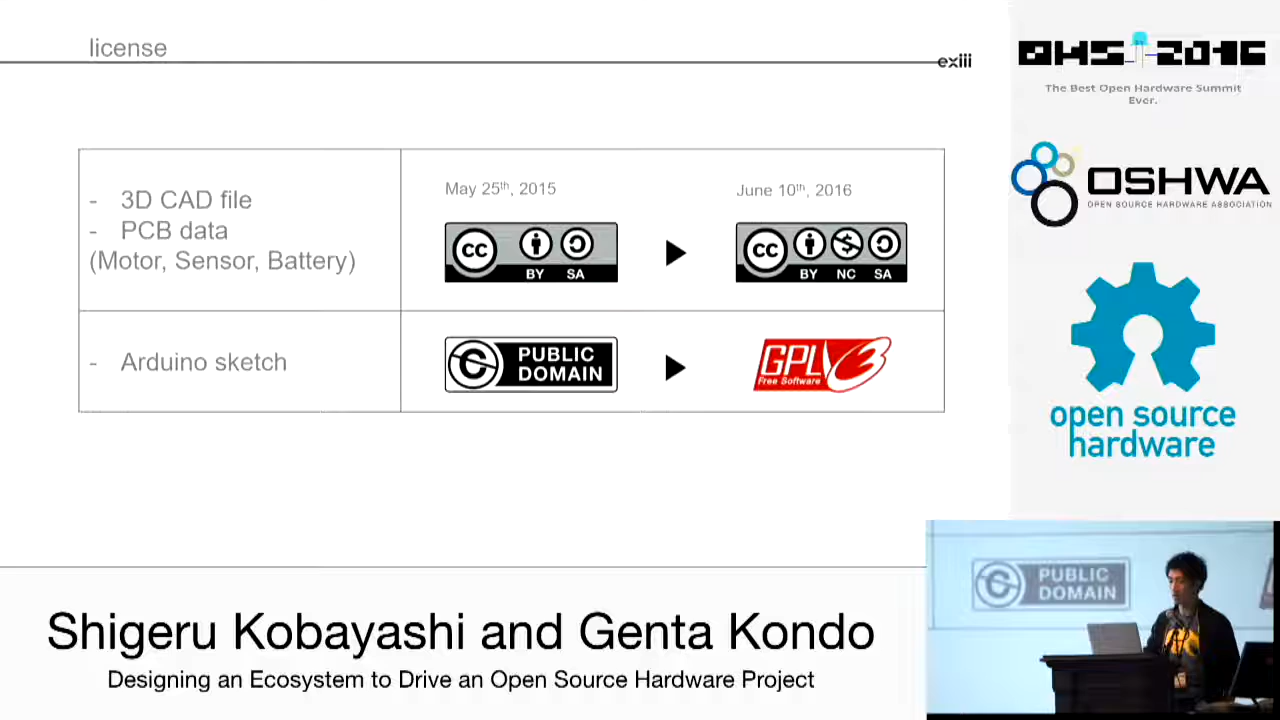 license
exiii
- 3D CAD file
- PCB data
(Motor, Sensor, Battery)
May 25th, 2015
cc
BY SA
June 10th, 2016
cc
BY NC SA
- Arduino sketch
PUBLIC
DOMAIN
GPLV3
Free Software
OHS 2016
The Best Open Hardware Summit
Ever.
OSHWA
OPEN SOURCE HARDWARE ASSOCIATION
open source
hardware
PUBLIC
DOMAIN
Shigeru Kobayashi and Genta Kondo
Designing an Ecosystem to Drive an Open Source Hardware Project